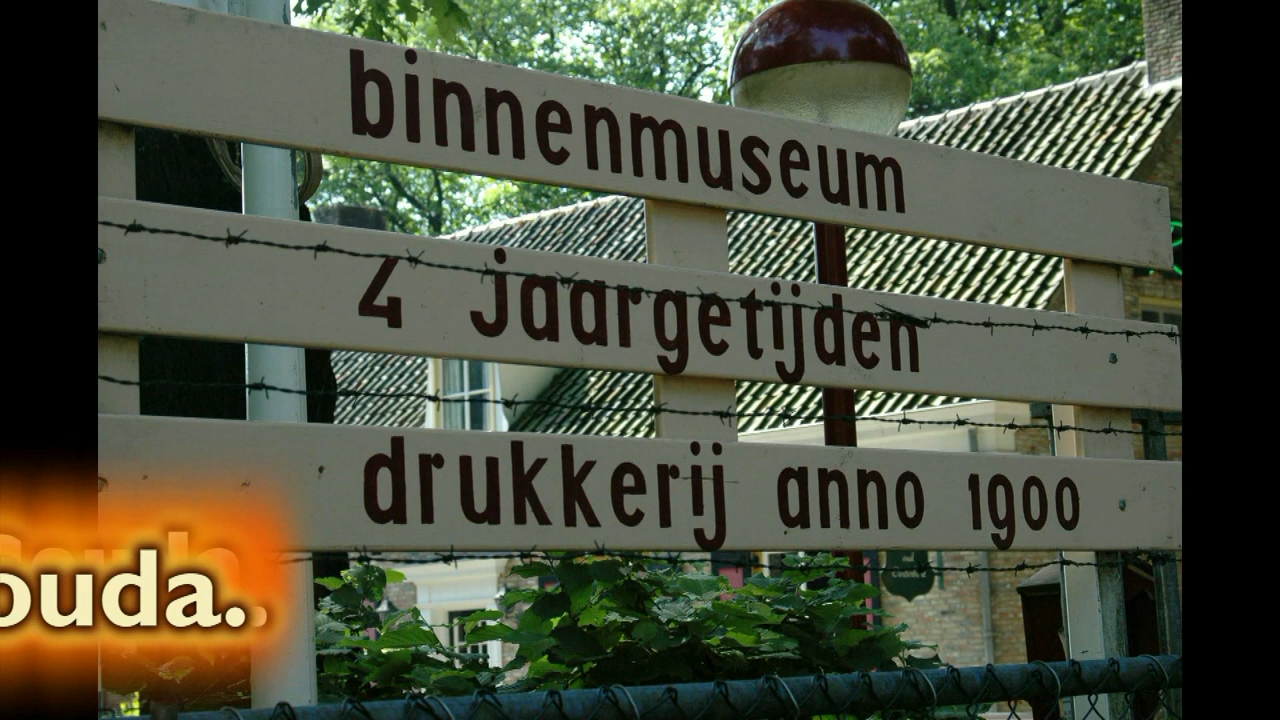 binnenmuseum
4 jaargetijden
drukkerij anno 1900
ouda.